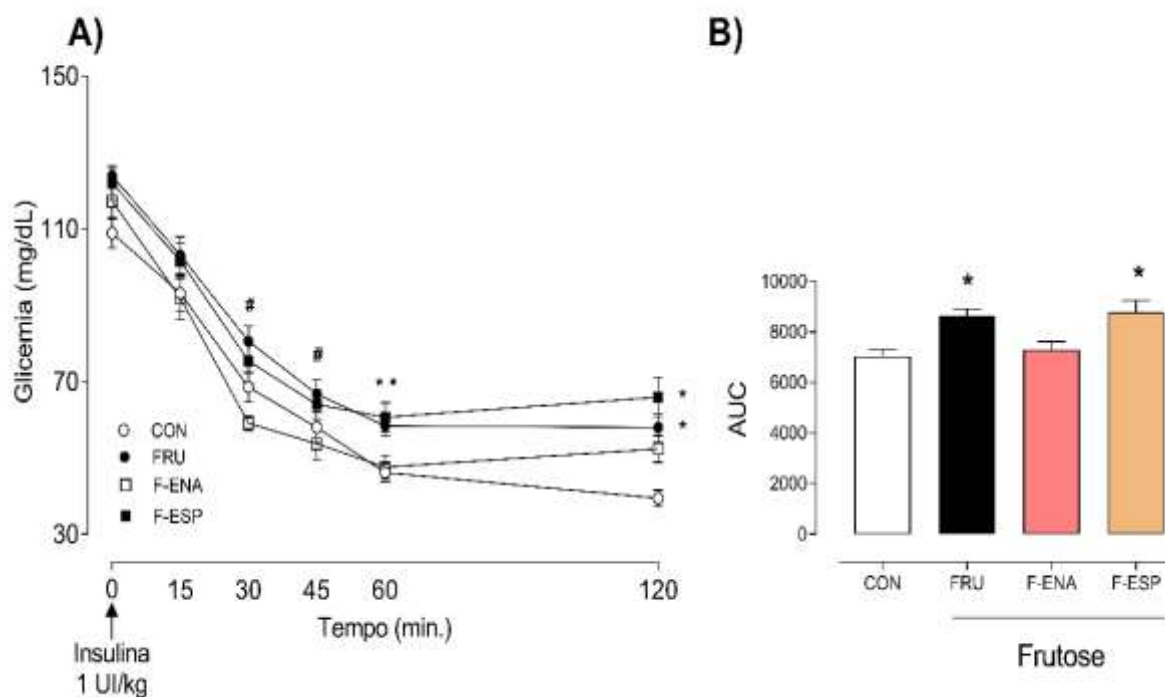 A)
B)
150
110
70
30
Glicemia (mg/dL)
#
#
* *
*
*
CON
FRU
F-ENA
F-ESP
0 15 30 45 60 120
Tempo (min.)
Insulina
1 UI/kg
10000
8000
6000
4000
2000
0
AUC
*
*
CON FRU F-ENA F-ESP
Frutose